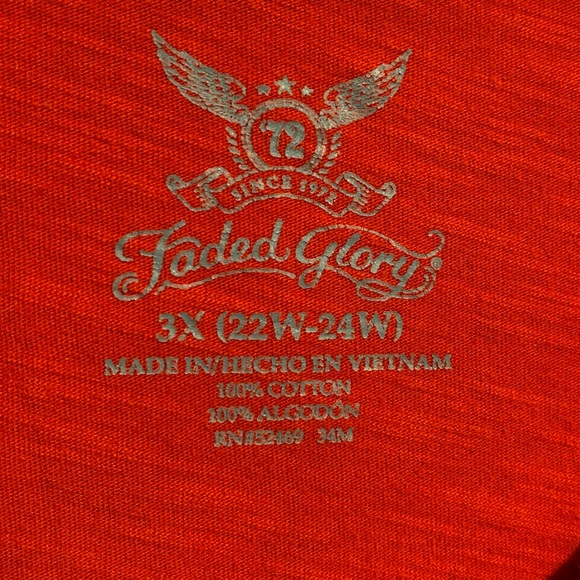 72
SINCE 1972
Faded Glory®
3X (22W-24W)
MADE IN/HECHO EN VIETNAM
100% COTTON
100% ALGODÓN
RN#52469 34M